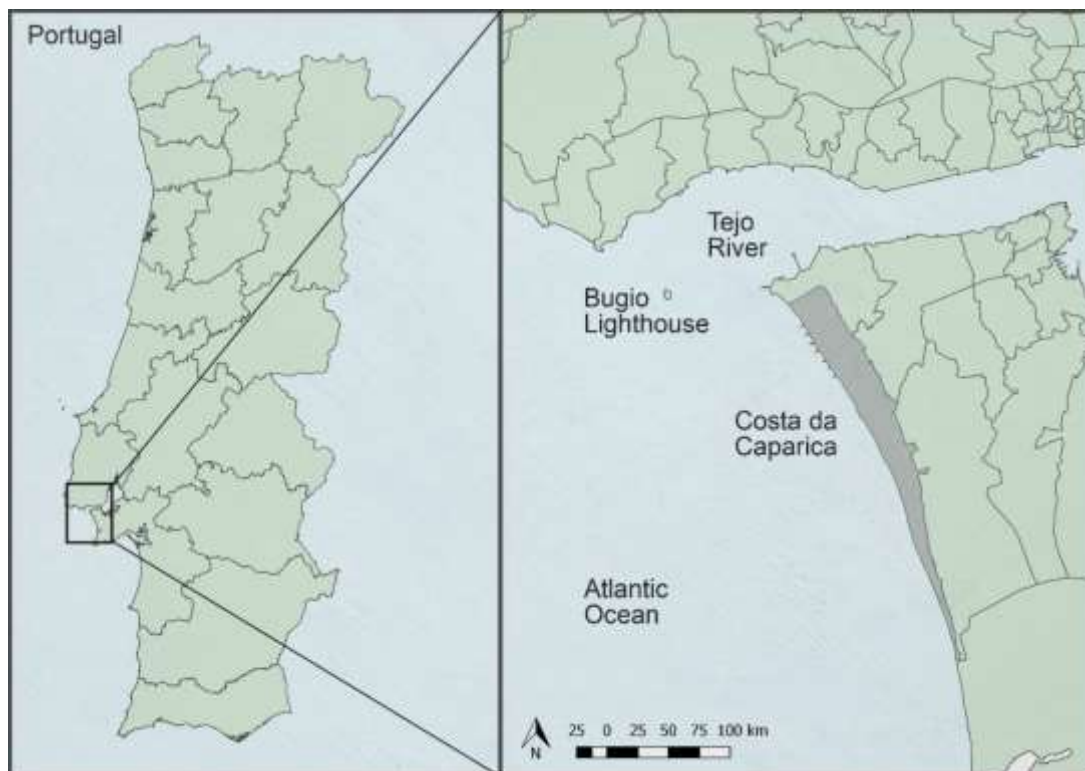 Portugal
Tejo
River
Bugio
Lighthouse
Costa da
Caparica
Atlantic
Ocean
N
25 0 25 50 75 100 km